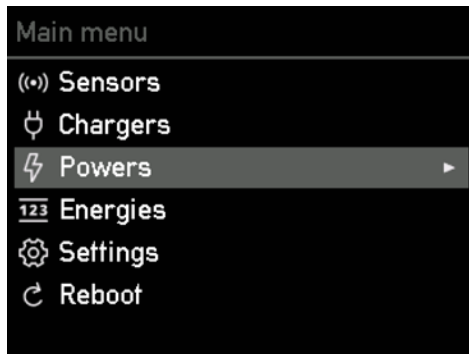 Main menu
Sensors
Chargers
Powers
123 Energies
Settings
Reboot